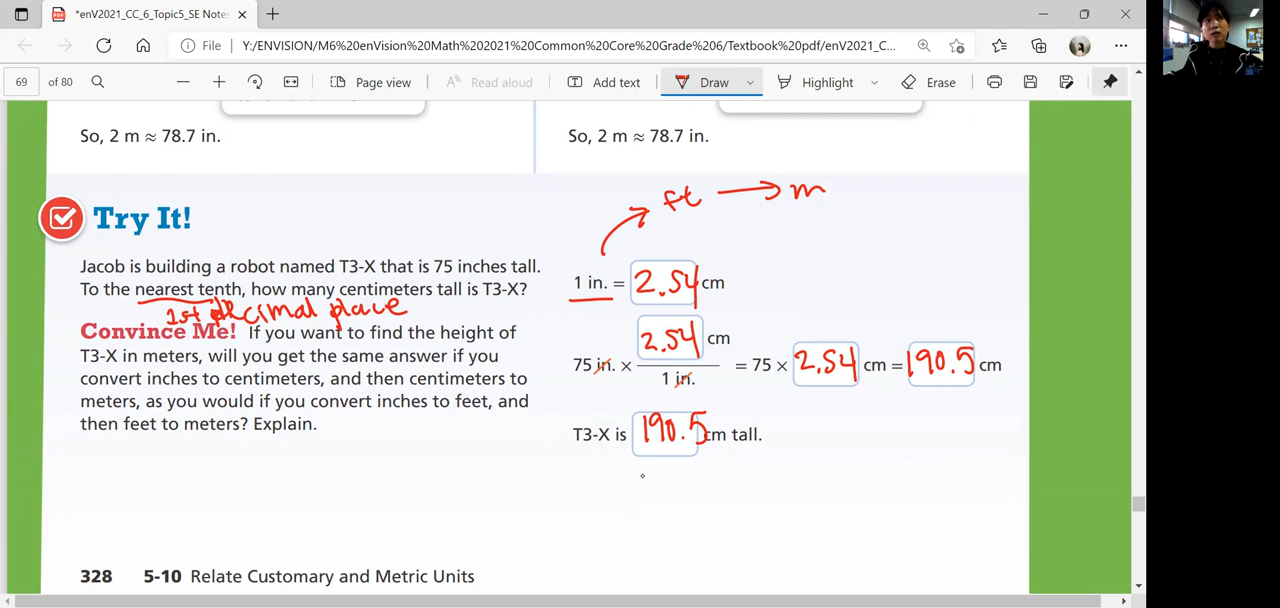 *enV2021_CC_6_Topic5_SE Notes
File
Y:/ENVISION/M6%20enVision%20Math%202021%20Common%20Core%20Grade%206/Textbook%20pdf/enV2021_C...
69 of 80
Page view
Read aloud
Add text
Draw
Highlight
Erase
So, 2 m ≈ 78.7 in.
So, 2 m ≈ 78.7 in.
Try It!
Jacob is building a robot named T3-X that is 75 inches tall.
To the nearest tenth, how many centimeters tall is T3-X?
1st decimal place
Convince Me! If you want to find the height of
T3-X in meters, will you get the same answer if you
convert inches to centimeters, and then centimeters to
meters, as you would if you convert inches to feet, and
then feet to meters? Explain.
ft → m
1 in. = 2.54 cm
2.54 cm
75 in. × = 75 × 2.54 cm = 190.5 cm
1 in.
T3-X is 190.5 cm tall.
328 5-10 Relate Customary and Metric Units